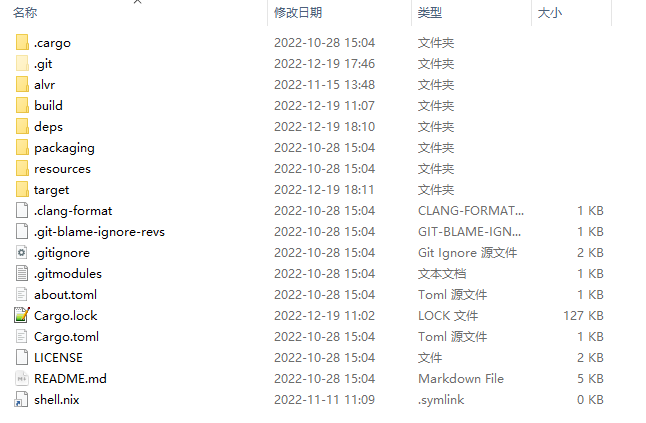 名称 修改日期 类型 大小
.cargo 2022-10-28 15:04 文件夹
.git 2022-12-19 17:46 文件夹
alvr 2022-11-15 13:48 文件夹
build 2022-12-19 11:07 文件夹
deps 2022-12-19 18:10 文件夹
packaging 2022-10-28 15:04 文件夹
resources 2022-10-28 15:04 文件夹
target 2022-12-19 18:11 文件夹
.clang-format 2022-10-28 15:04 CLANG-FORMAT... 1 KB
.git-blame-ignore-revs 2022-10-28 15:04 GIT-BLAME-IGN... 1 KB
.gitignore 2022-10-28 15:04 Git Ignore 源文件 2 KB
.gitmodules 2022-10-28 15:04 文本文档 1 KB
about.toml 2022-10-28 15:04 Toml 源文件 1 KB
Cargo.lock 2022-12-19 11:02 LOCK 文件 127 KB
Cargo.toml 2022-10-28 15:04 Toml 源文件 1 KB
LICENSE 2022-10-28 15:04 文件 2 KB
README.md 2022-10-28 15:04 Markdown File 5 KB
shell.nix 2022-11-11 11:09 .symlink 0 KB